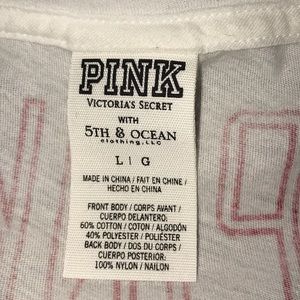 PINK
VICTORIA'S SECRET
WITH
5TH & OCEAN
clothing, LLC
L | G
MADE IN CHINA / FAIT EN CHINE /
HECHO EN CHINA
FRONT BODY / CORPS AVANT /
CUERPO DELANTERO:
60% COTTON / COTON / ALGODÓN
40% POLYESTER / POLIÉSTER
BACK BODY / DOS DU CORPS /
CUERPO POSTERIOR:
100% NYLON / NAILON